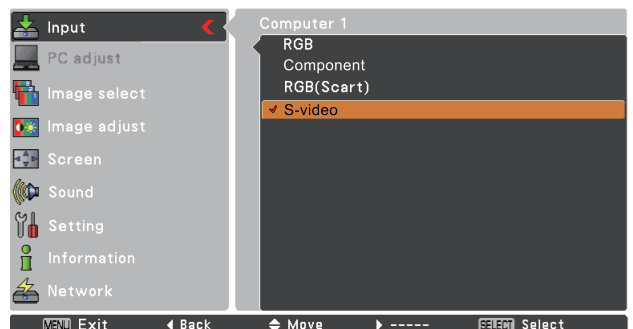 Input
PC adjust
Image select
Image adjust
Screen
Sound
Setting
Information
Network
Computer 1
RGB
Component
RGB(Scart)
S-video
MENU Exit Back Move ----- SELECT Select